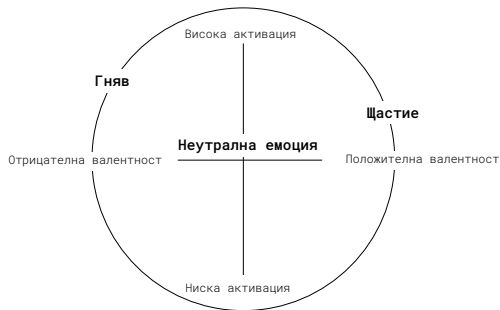 Висока активация
Гняв
Щастие
Неутрална емоция
Отрицателна валентност
Положителна валентност
Ниска активация